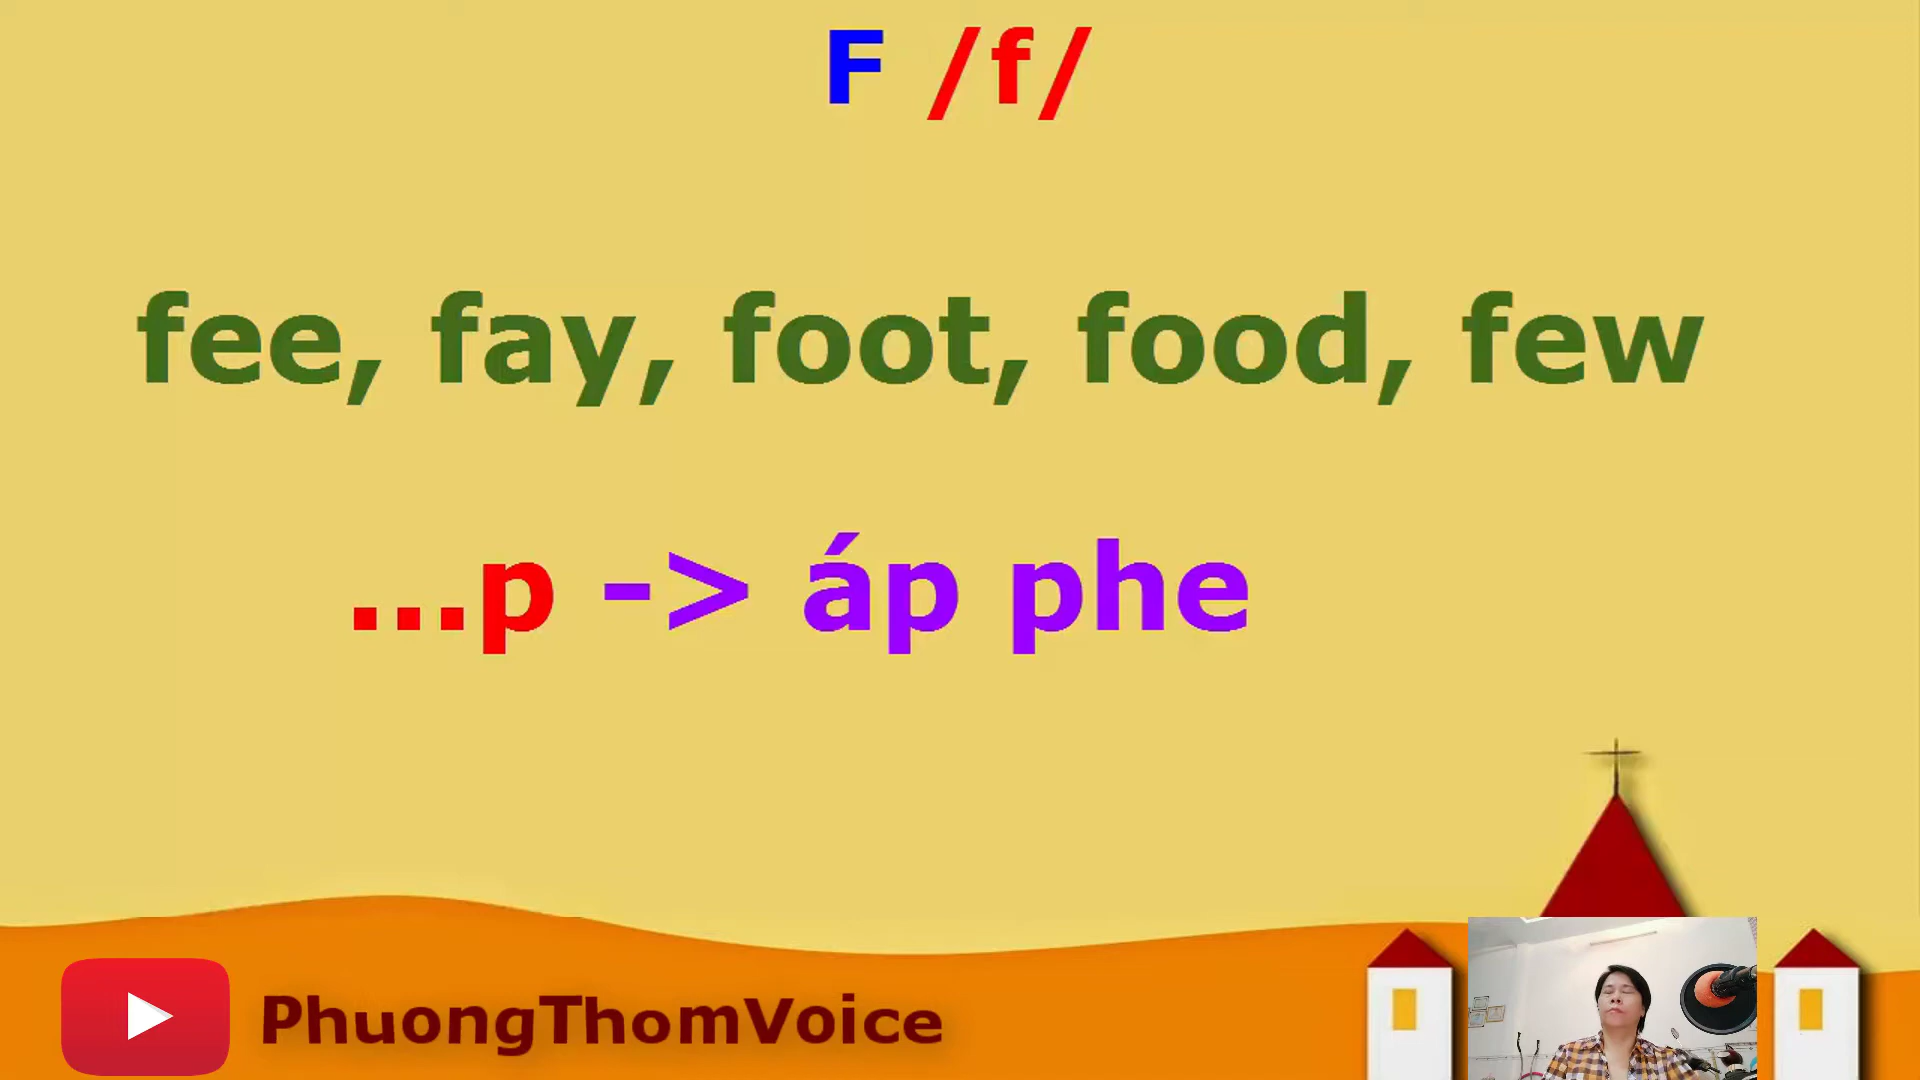 F /f/
fee, fay, foot, food, few
...p -> áp phe
PhuongThomVoice